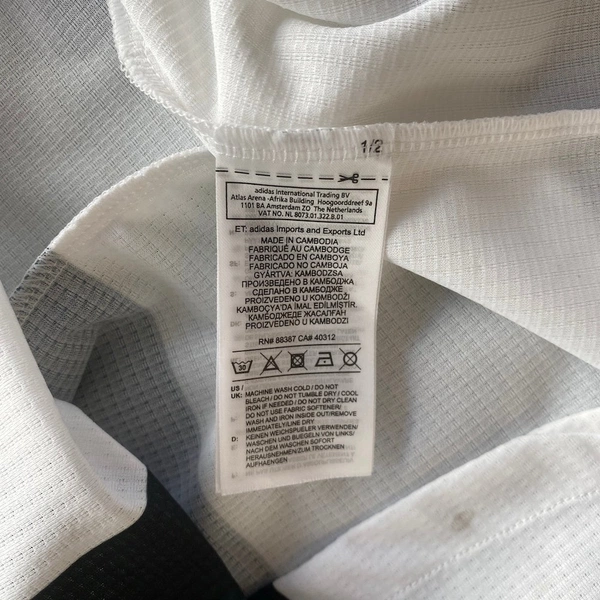 1/2
adidas International Trading BV
Atlas Arena -Afrika Building Hoogoorddreef 9a
1101 BA Amsterdam ZO The Netherlands
VAT NO. NL 8073.01.322.B.01
ET: adidas Imports and Exports Ltd
MADE IN CAMBODIA
FABRIQUÉ AU CAMBODGE
FABRICADO EN CAMBOYA
FABRICADO NO CAMBOJA
GYÁRTVA: KAMBODZSA
ПРОИЗВЕДЕНО В КАМБОДЖА
СДЕЛАНО В КАМБОДЖЕ
PROIZVEDENO U KOMBODŽI
KAMBOÇYA'DA İMAL EDİLMİŞTİR.
КАМБОДЖЕДЕ ЖАСАЛҒАН
PROIZVEDENO U KAMBODZI
RN# 88387 CA# 40312
30
US /
UK: MACHINE WASH COLD / DO NOT
BLEACH / DO NOT TUMBLE DRY / COOL
IRON IF NEEDED / DO NOT DRY CLEAN
DO NOT USE FABRIC SOFTENER/
WASH AND IRON INSIDE OUT/REMOVE
IMMEDIATELY/LINE DRY
D: KEINEN WEICHSPUELER VERWENDEN/
WASCHEN UND BUEGELN VON LINKS/
NACH DEM WASCHEN SOFORT
HERAUSNEHMEN/ZUM TROCKNEN
AUFHAENGEN